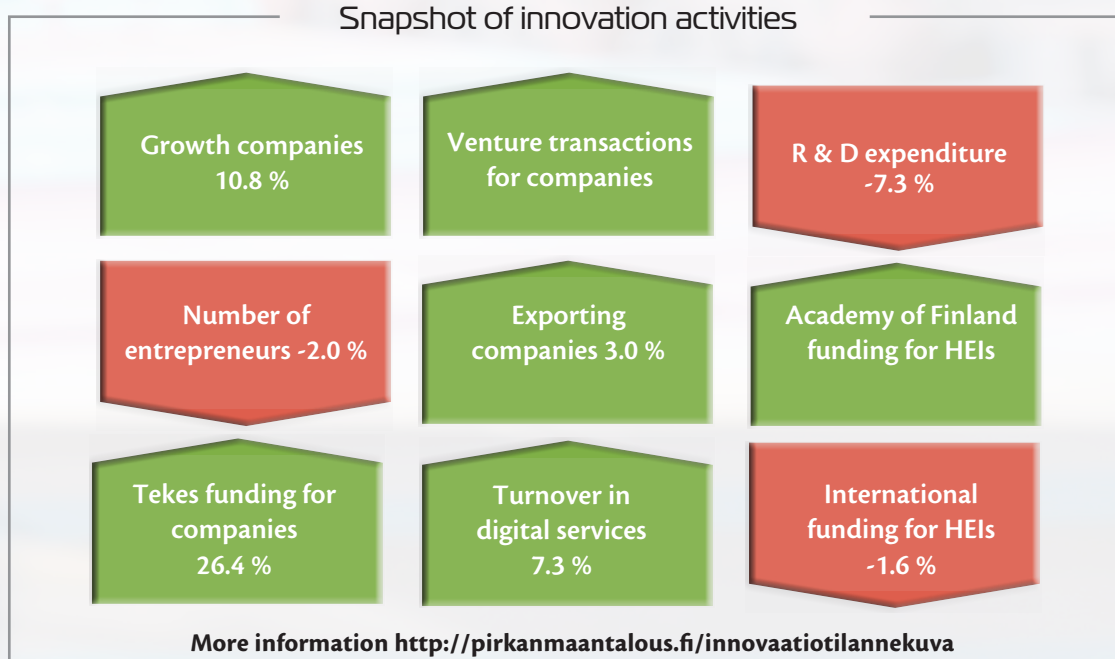 Snapshot of innovation activities
Growth companies
10.8 %
Venture transactions
for companies
R & D expenditure
-7.3 %
Number of
entrepreneurs -2.0 %
Exporting
companies 3.0 %
Academy of Finland
funding for HEIs
Tekes funding for
companies
26.4 %
Turnover in
digital services
7.3 %
International
funding for HEIs
-1.6 %
More information http://pirkanmaantalous.fi/innovaatiotilannekuva